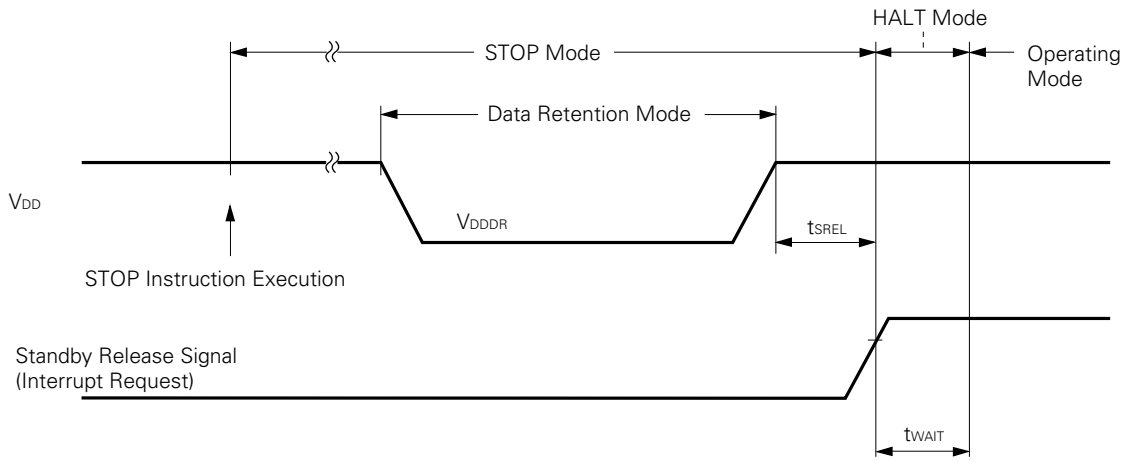 HALT Mode
STOP Mode
Operating
Mode
Data Retention Mode
VDD
VDDDR
tSREL
STOP Instruction Execution
Standby Release Signal
(Interrupt Request)
tWAIT